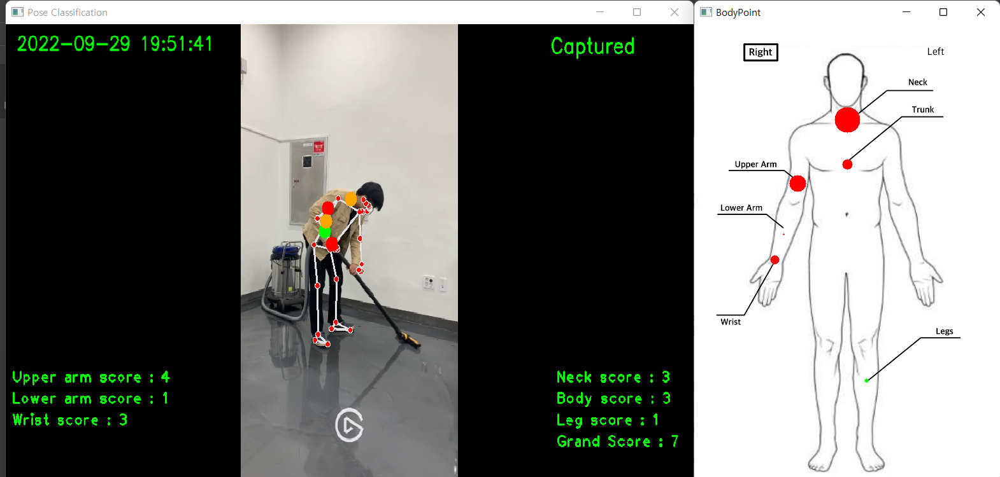 Pose Classification
2022-09-29 19:51:41
Captured
Upper arm score : 4
Lower arm score : 1
Wrist score : 3
Neck score : 3
Body score : 3
Leg score : 1
Grand Score : 7
BodyPoint
Right
Left
Neck
Trunk
Upper Arm
Lower Arm
Wrist
Legs